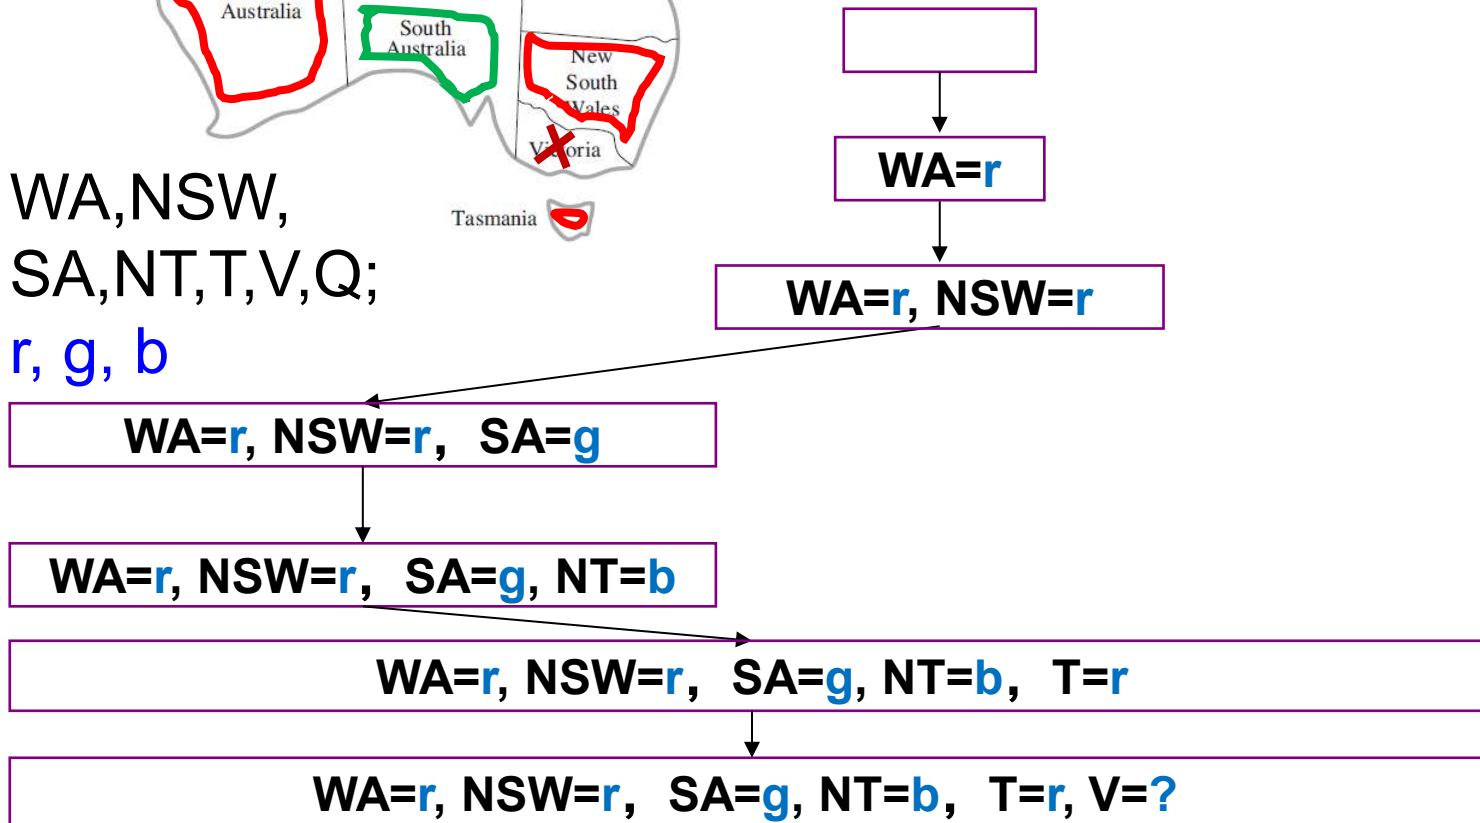 Australia
South
Australia
New
South
Wales
Victoria
Tasmania
WA,NSW,
SA,NT,T,V,Q;
r, g, b
WA=r
WA=r, NSW=r
WA=r, NSW=r, SA=g
WA=r, NSW=r, SA=g, NT=b
WA=r, NSW=r, SA=g, NT=b, T=r
WA=r, NSW=r, SA=g, NT=b, T=r, V=?